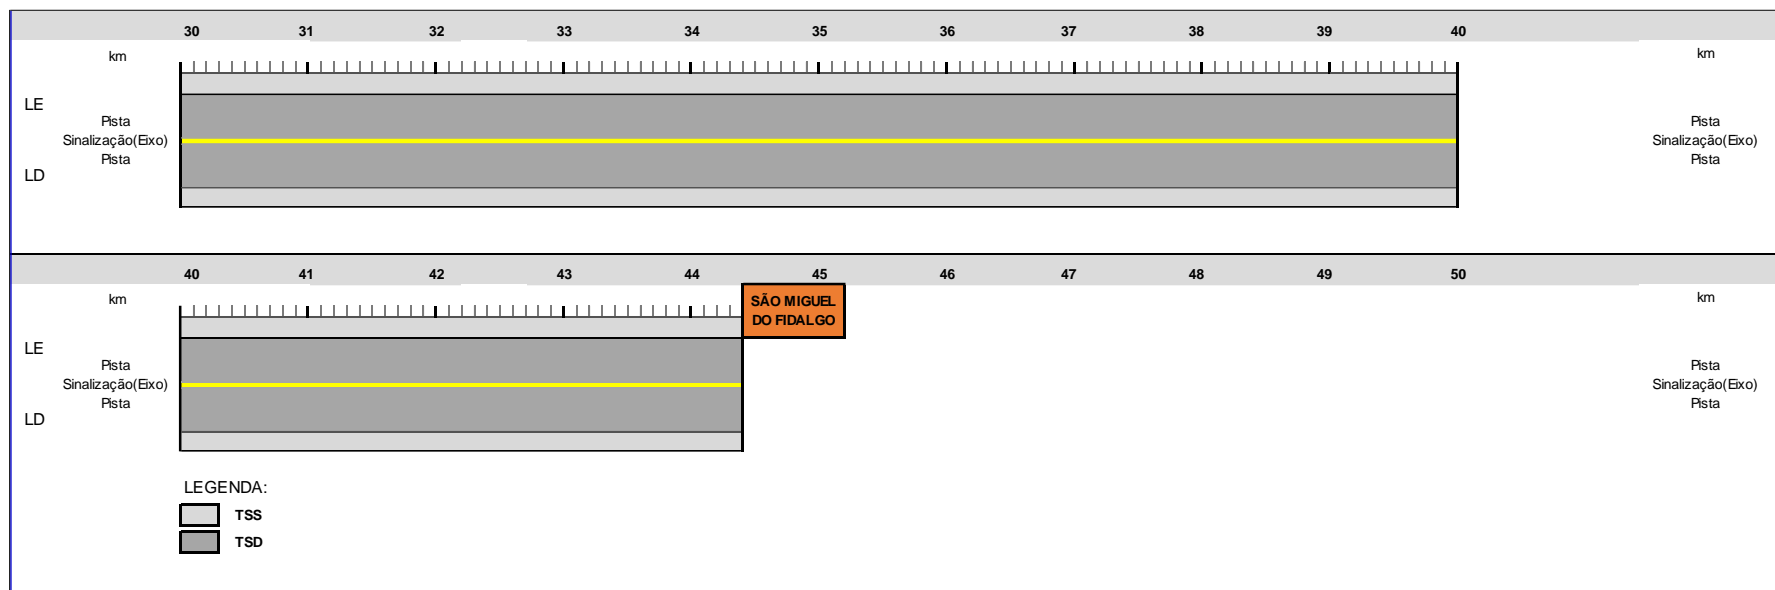 30 31 32 33 34 35 36 37 38 39 40
km km
LE
Pista Pista
Sinalização(Eixo) Sinalização(Eixo)
Pista Pista
LD
40 41 42 43 44 45 46 47 48 49 50
km km
SÃO MIGUEL
DO FIDALGO
LE
Pista Pista
Sinalização(Eixo) Sinalização(Eixo)
Pista Pista
LD
LEGENDA:
TSS
TSD